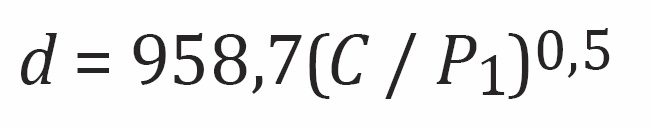 d = 958,7(C / P₁)⁰,⁵